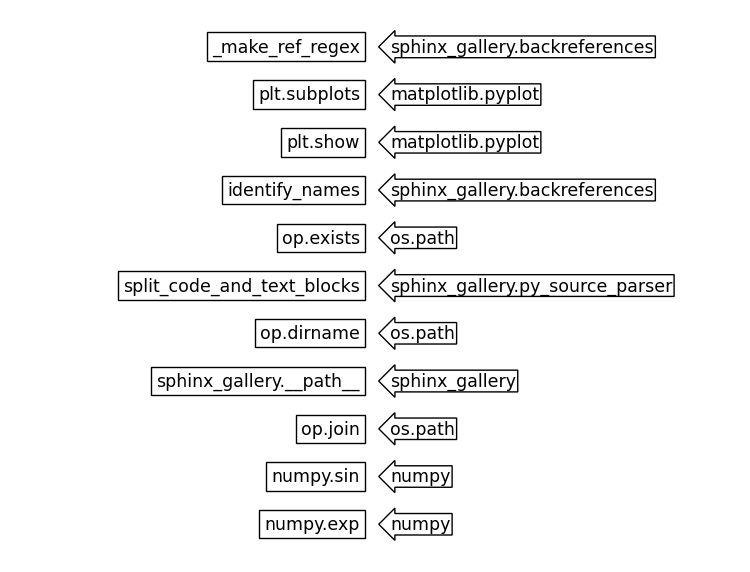 _make_ref_regex sphinx_gallery.backreferences
plt.subplots matplotlib.pyplot
plt.show matplotlib.pyplot
identify_names sphinx_gallery.backreferences
op.exists os.path
split_code_and_text_blocks sphinx_gallery.py_source_parser
op.dirname os.path
sphinx_gallery.__path__ sphinx_gallery
op.join os.path
numpy.sin numpy
numpy.exp numpy